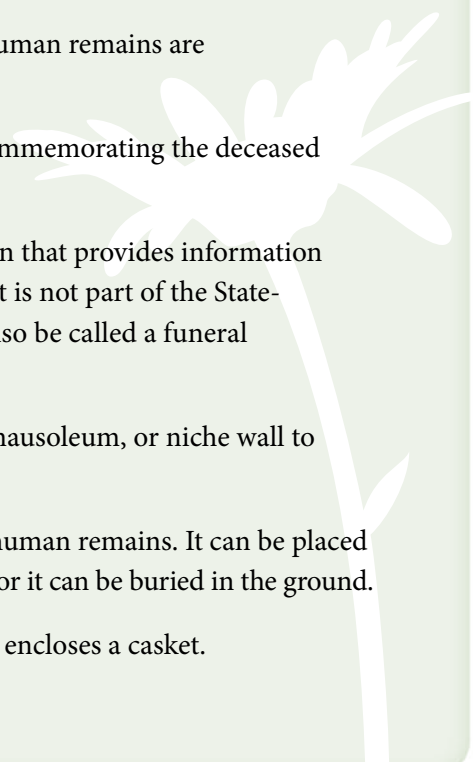 uman remains are
mmemorating the deceased
n that provides information
t is not part of the State-
so be called a funeral
nausoleum, or niche wall to
human remains. It can be placed
or it can be buried in the ground.
encloses a casket.